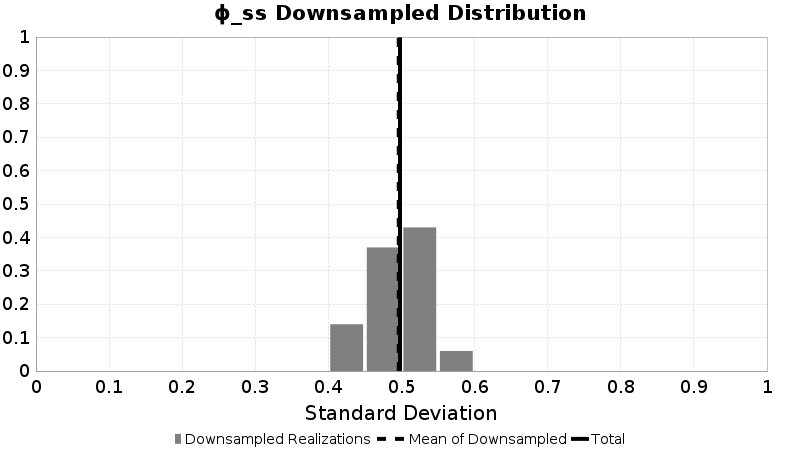 ϕ_ss Downsampled Distribution
1
0.9
0.8
0.7
0.6
0.5
0.4
0.3
0.2
0.1
0
0 0.1 0.2 0.3 0.4 0.5 0.6 0.7 0.8 0.9 1
Standard Deviation
Downsampled Realizations Mean of Downsampled Total